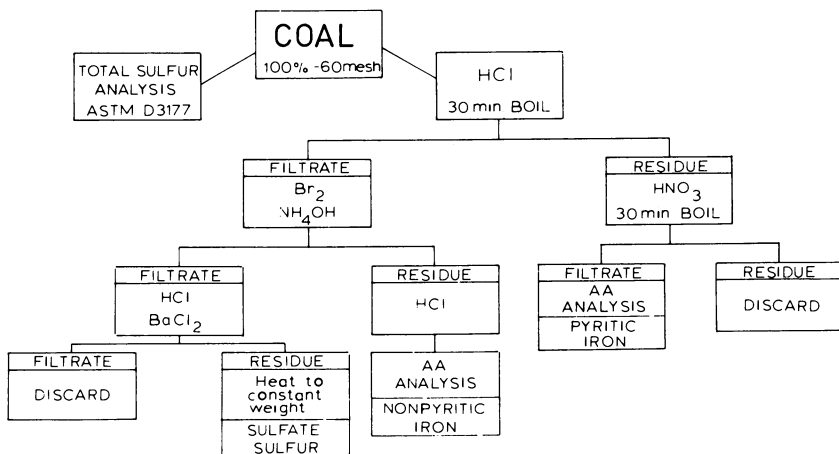 COAL
100% -60mesh
TOTAL SULFUR
ANALYSIS
ASTM D3177
HCl
30 min BOIL
FILTRATE
Br2
NH4OH
RESIDUE
HNO3
30 min BOIL
FILTRATE
HCl
BaCl2
RESIDUE
HCl
FILTRATE
AA
ANALYSIS
PYRITIC
IRON
RESIDUE
DISCARD
FILTRATE
DISCARD
RESIDUE
Heat to
constant
weight
SULFATE
SULFUR
AA
ANALYSIS
NONPYRITIC
IRON